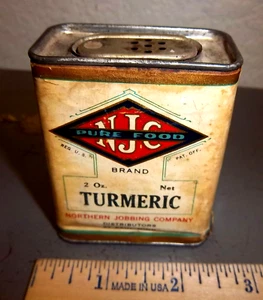 NJC
PURE FOOD
REG. U.S. PAT. OFF.
BRAND
2 Oz. Net
TURMERIC
NORTHERN JOBBING COMPANY
DISTRIBUTORS
1 MADE IN USA 2 3